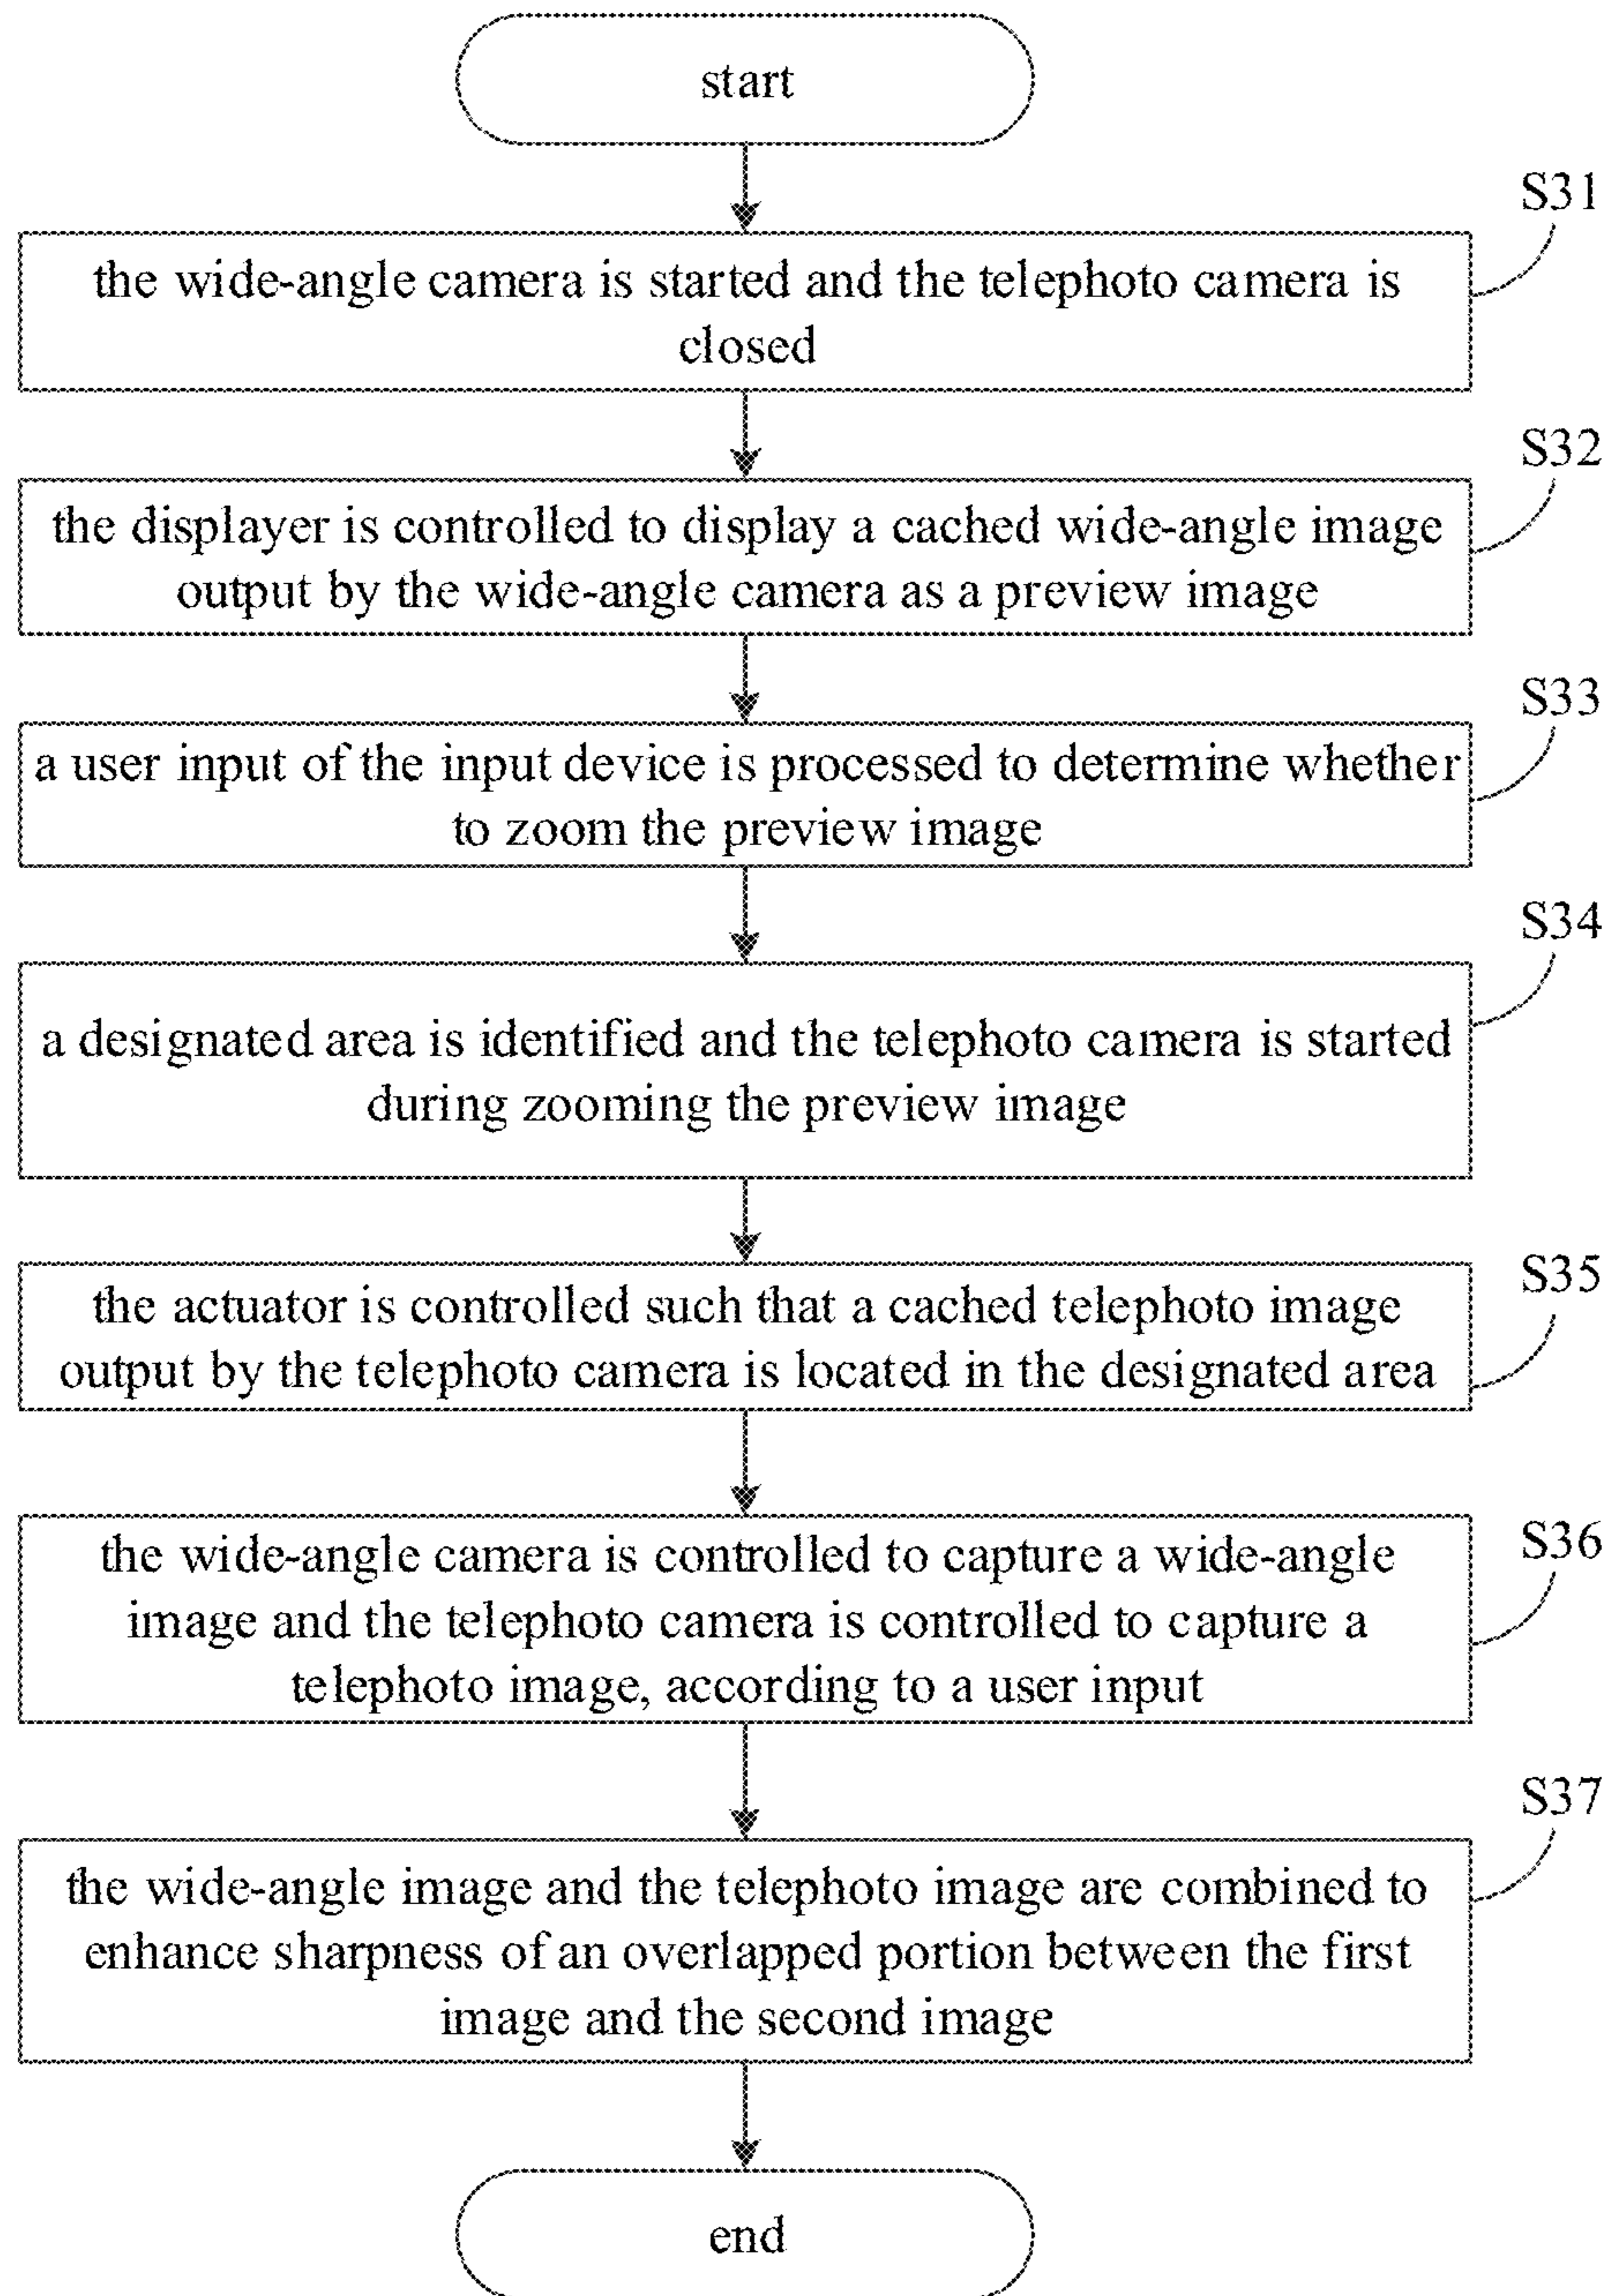 start
S31
the wide-angle camera is started and the telephoto camera is
closed
S32
the displayer is controlled to display a cached wide-angle image
output by the wide-angle camera as a preview image
S33
a user input of the input device is processed to determine whether
to zoom the preview image
S34
a designated area is identified and the telephoto camera is started
during zooming the preview image
S35
the actuator is controlled such that a cached telephoto image
output by the telephoto camera is located in the designated area
S36
the wide-angle camera is controlled to capture a wide-angle
image and the telephoto camera is controlled to capture a
telephoto image, according to a user input
S37
the wide-angle image and the telephoto image are combined to
enhance sharpness of an overlapped portion between the first
image and the second image
end